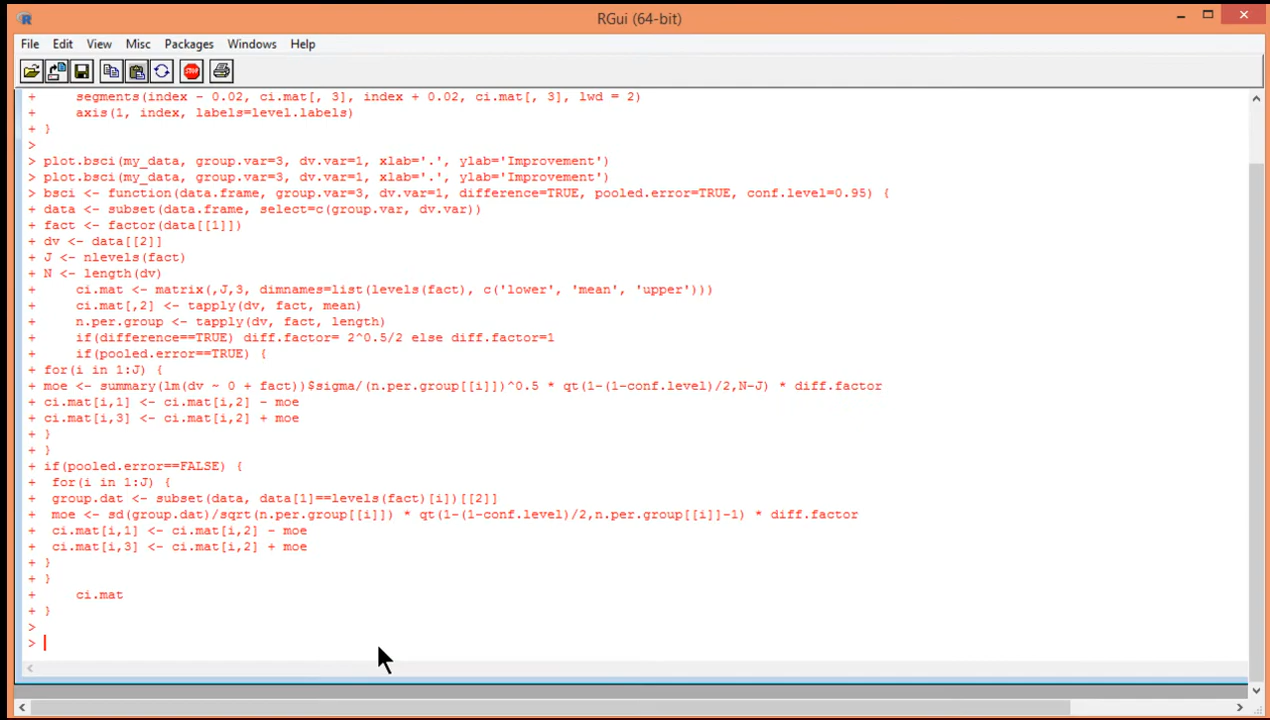 RGui (64-bit)
File Edit View Misc Packages Windows Help
STOP
+     segments(index - 0.02, ci.mat[, 3], index + 0.02, ci.mat[, 3], lwd = 2)
+     axis(1, index, labels=level.labels)
+ }
>
> plot.bsci(my_data, group.var=3, dv.var=1, xlab='.', ylab='Improvement')
> plot.bsci(my_data, group.var=3, dv.var=1, xlab='.', ylab='Improvement')
> bsci <- function(data.frame, group.var=3, dv.var=1, difference=TRUE, pooled.error=TRUE, conf.level=0.95) {
+ data <- subset(data.frame, select=c(group.var, dv.var))
+ fact <- factor(data[[1]])
+ dv <- data[[2]]
+ J <- nlevels(fact)
+ N <- length(dv)
+     ci.mat <- matrix(,J,3, dimnames=list(levels(fact), c('lower', 'mean', 'upper')))
+     ci.mat[,2] <- tapply(dv, fact, mean)
+     n.per.group <- tapply(dv, fact, length)
+     if(difference==TRUE) diff.factor= 2^0.5/2 else diff.factor=1
+     if(pooled.error==TRUE) {
+ for(i in 1:J) {
+ moe <- summary(lm(dv ~ 0 + fact))$sigma/(n.per.group[[i]])^0.5 * qt(1-(1-conf.level)/2,N-J) * diff.factor
+ ci.mat[i,1] <- ci.mat[i,2] - moe
+ ci.mat[i,3] <- ci.mat[i,2] + moe
+ }
+ }
+ if(pooled.error==FALSE) {
+  for(i in 1:J) {
+  group.dat <- subset(data, data[1]==levels(fact)[i])[[2]]
+  moe <- sd(group.dat)/sqrt(n.per.group[[i]]) * qt(1-(1-conf.level)/2,n.per.group[[i]]-1) * diff.factor
+  ci.mat[i,1] <- ci.mat[i,2] - moe
+  ci.mat[i,3] <- ci.mat[i,2] + moe
+ }
+ }
+     ci.mat
+ }
>
>